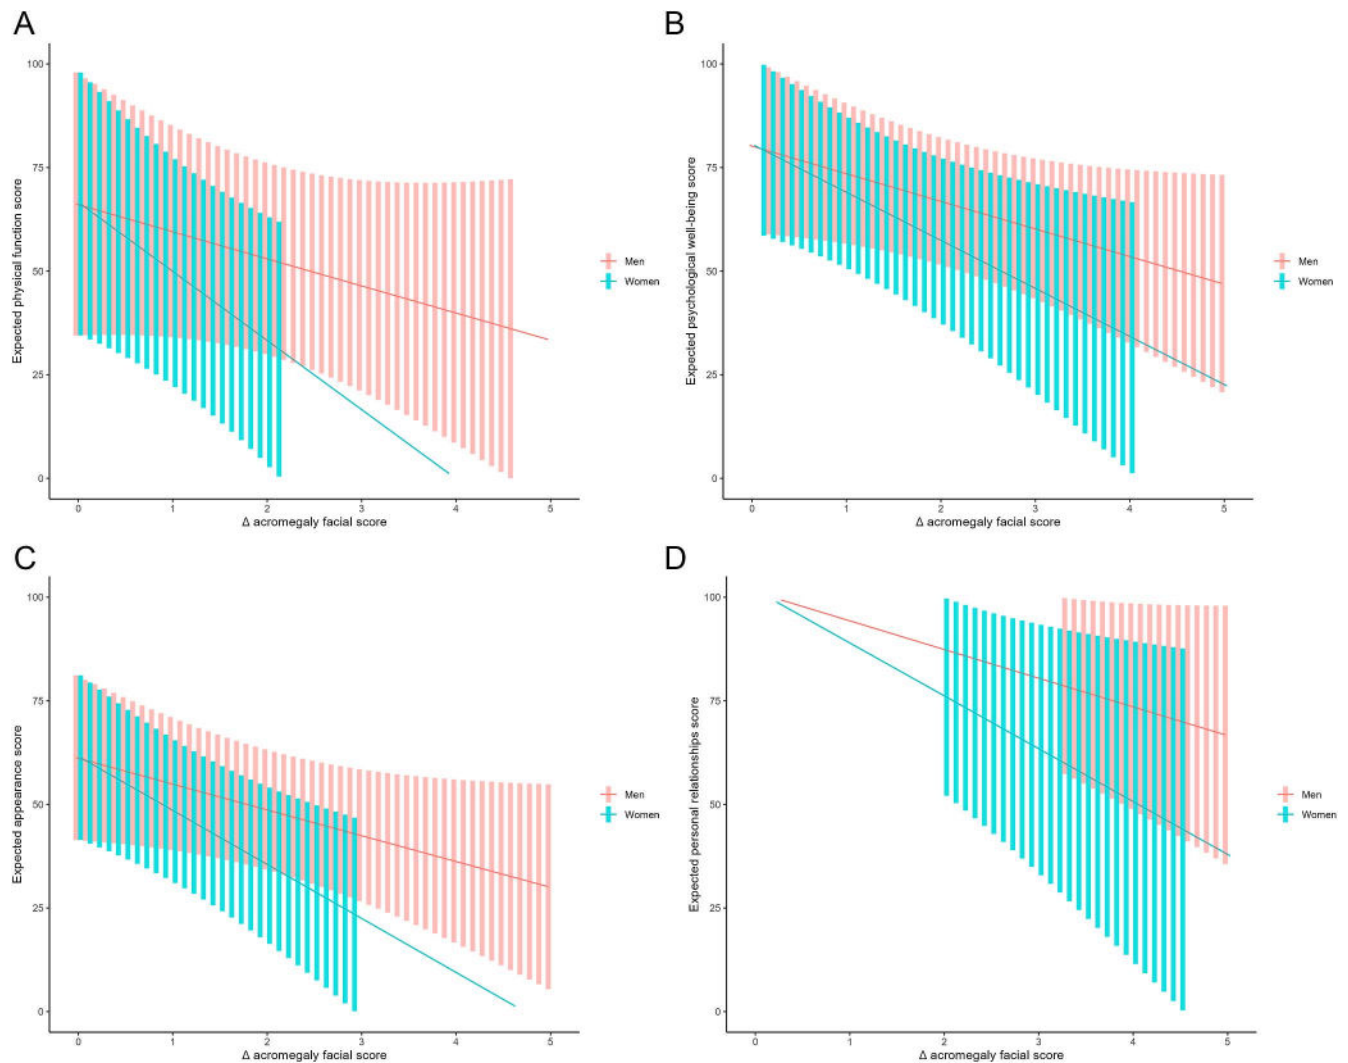 A
Expected physical function score
100
75
50
25
0
0 1 2 3 4 5
Δ acromegaly facial score
Men
Women
B
Expected psychological well-being score
100
75
50
25
0
0 1 2 3 4 5
Δ acromegaly facial score
Men
Women
C
Expected appearance score
100
75
50
25
0
0 1 2 3 4 5
Δ acromegaly facial score
Men
Women
D
Expected personal relationships score
100
75
50
25
0
0 1 2 3 4 5
Δ acromegaly facial score
Men
Women